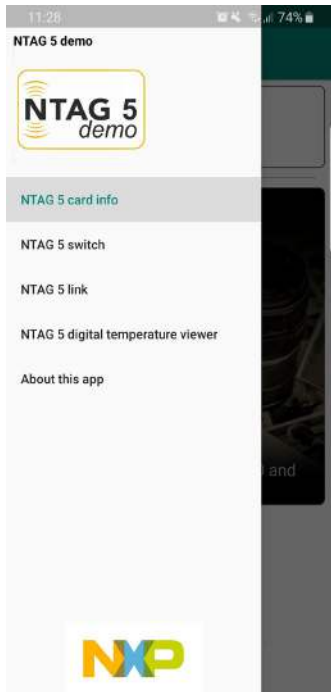 11:28
74%
NTAG 5 demo
NTAG 5
demo
NTAG 5 card info
NTAG 5 switch
NTAG 5 link
NTAG 5 digital temperature viewer
About this app
and
NXP